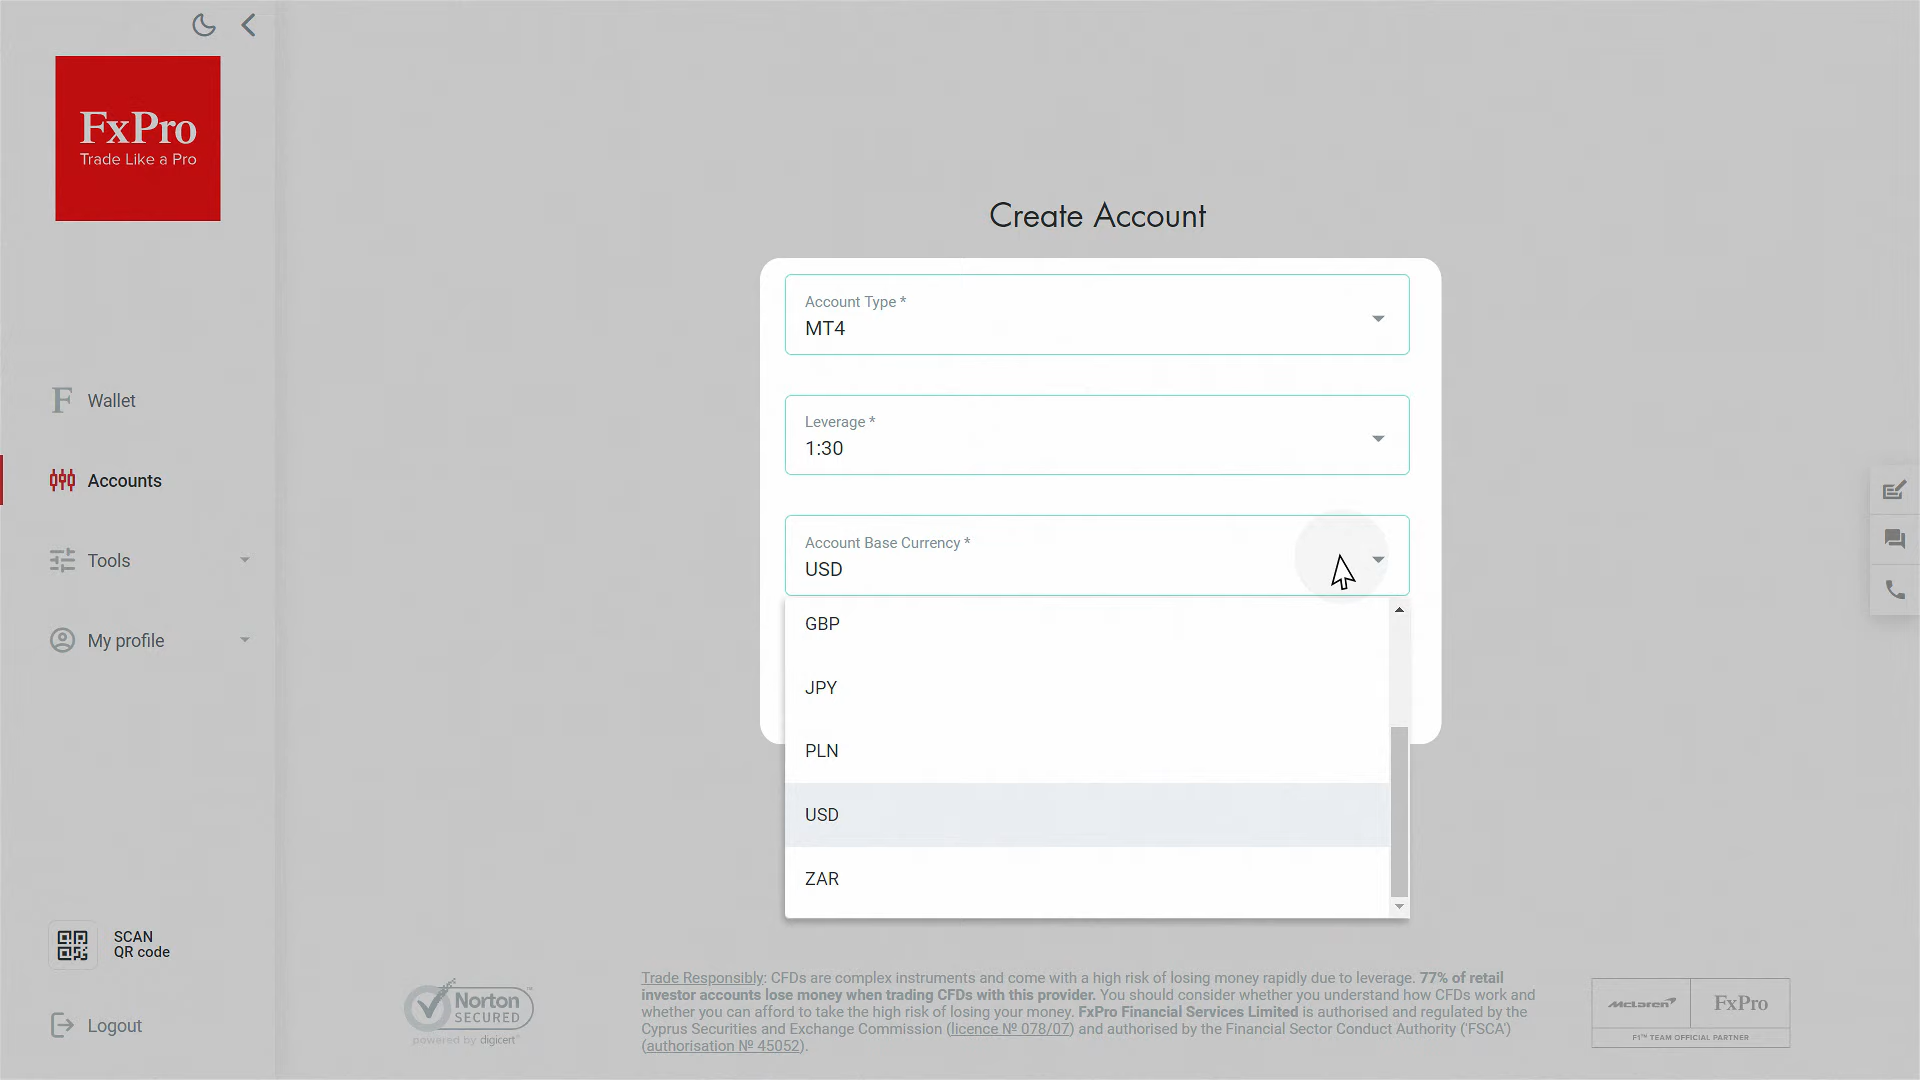 FxPro
Trade Like a Pro
Wallet
Accounts
Tools
My profile
SCAN
QR code
Logout
Create Account
Account Type *
MT4
Leverage *
1:30
Account Base Currency *
USD
GBP
JPY
PLN
USD
ZAR
Norton
SECURED
powered by digicert
Trade Responsibly: CFDs are complex instruments and come with a high risk of losing money rapidly due to leverage. 77% of retail
investor accounts lose money when trading CFDs with this provider. You should consider whether you understand how CFDs work and
whether you can afford to take the high risk of losing your money. FxPro Financial Services Limited is authorised and regulated by the
Cyprus Securities and Exchange Commission (licence № 078/07) and authorised by the Financial Sector Conduct Authority ('FSCA')
(authorisation № 45052).
McLaren
FxPro
F1™ TEAM OFFICIAL PARTNER